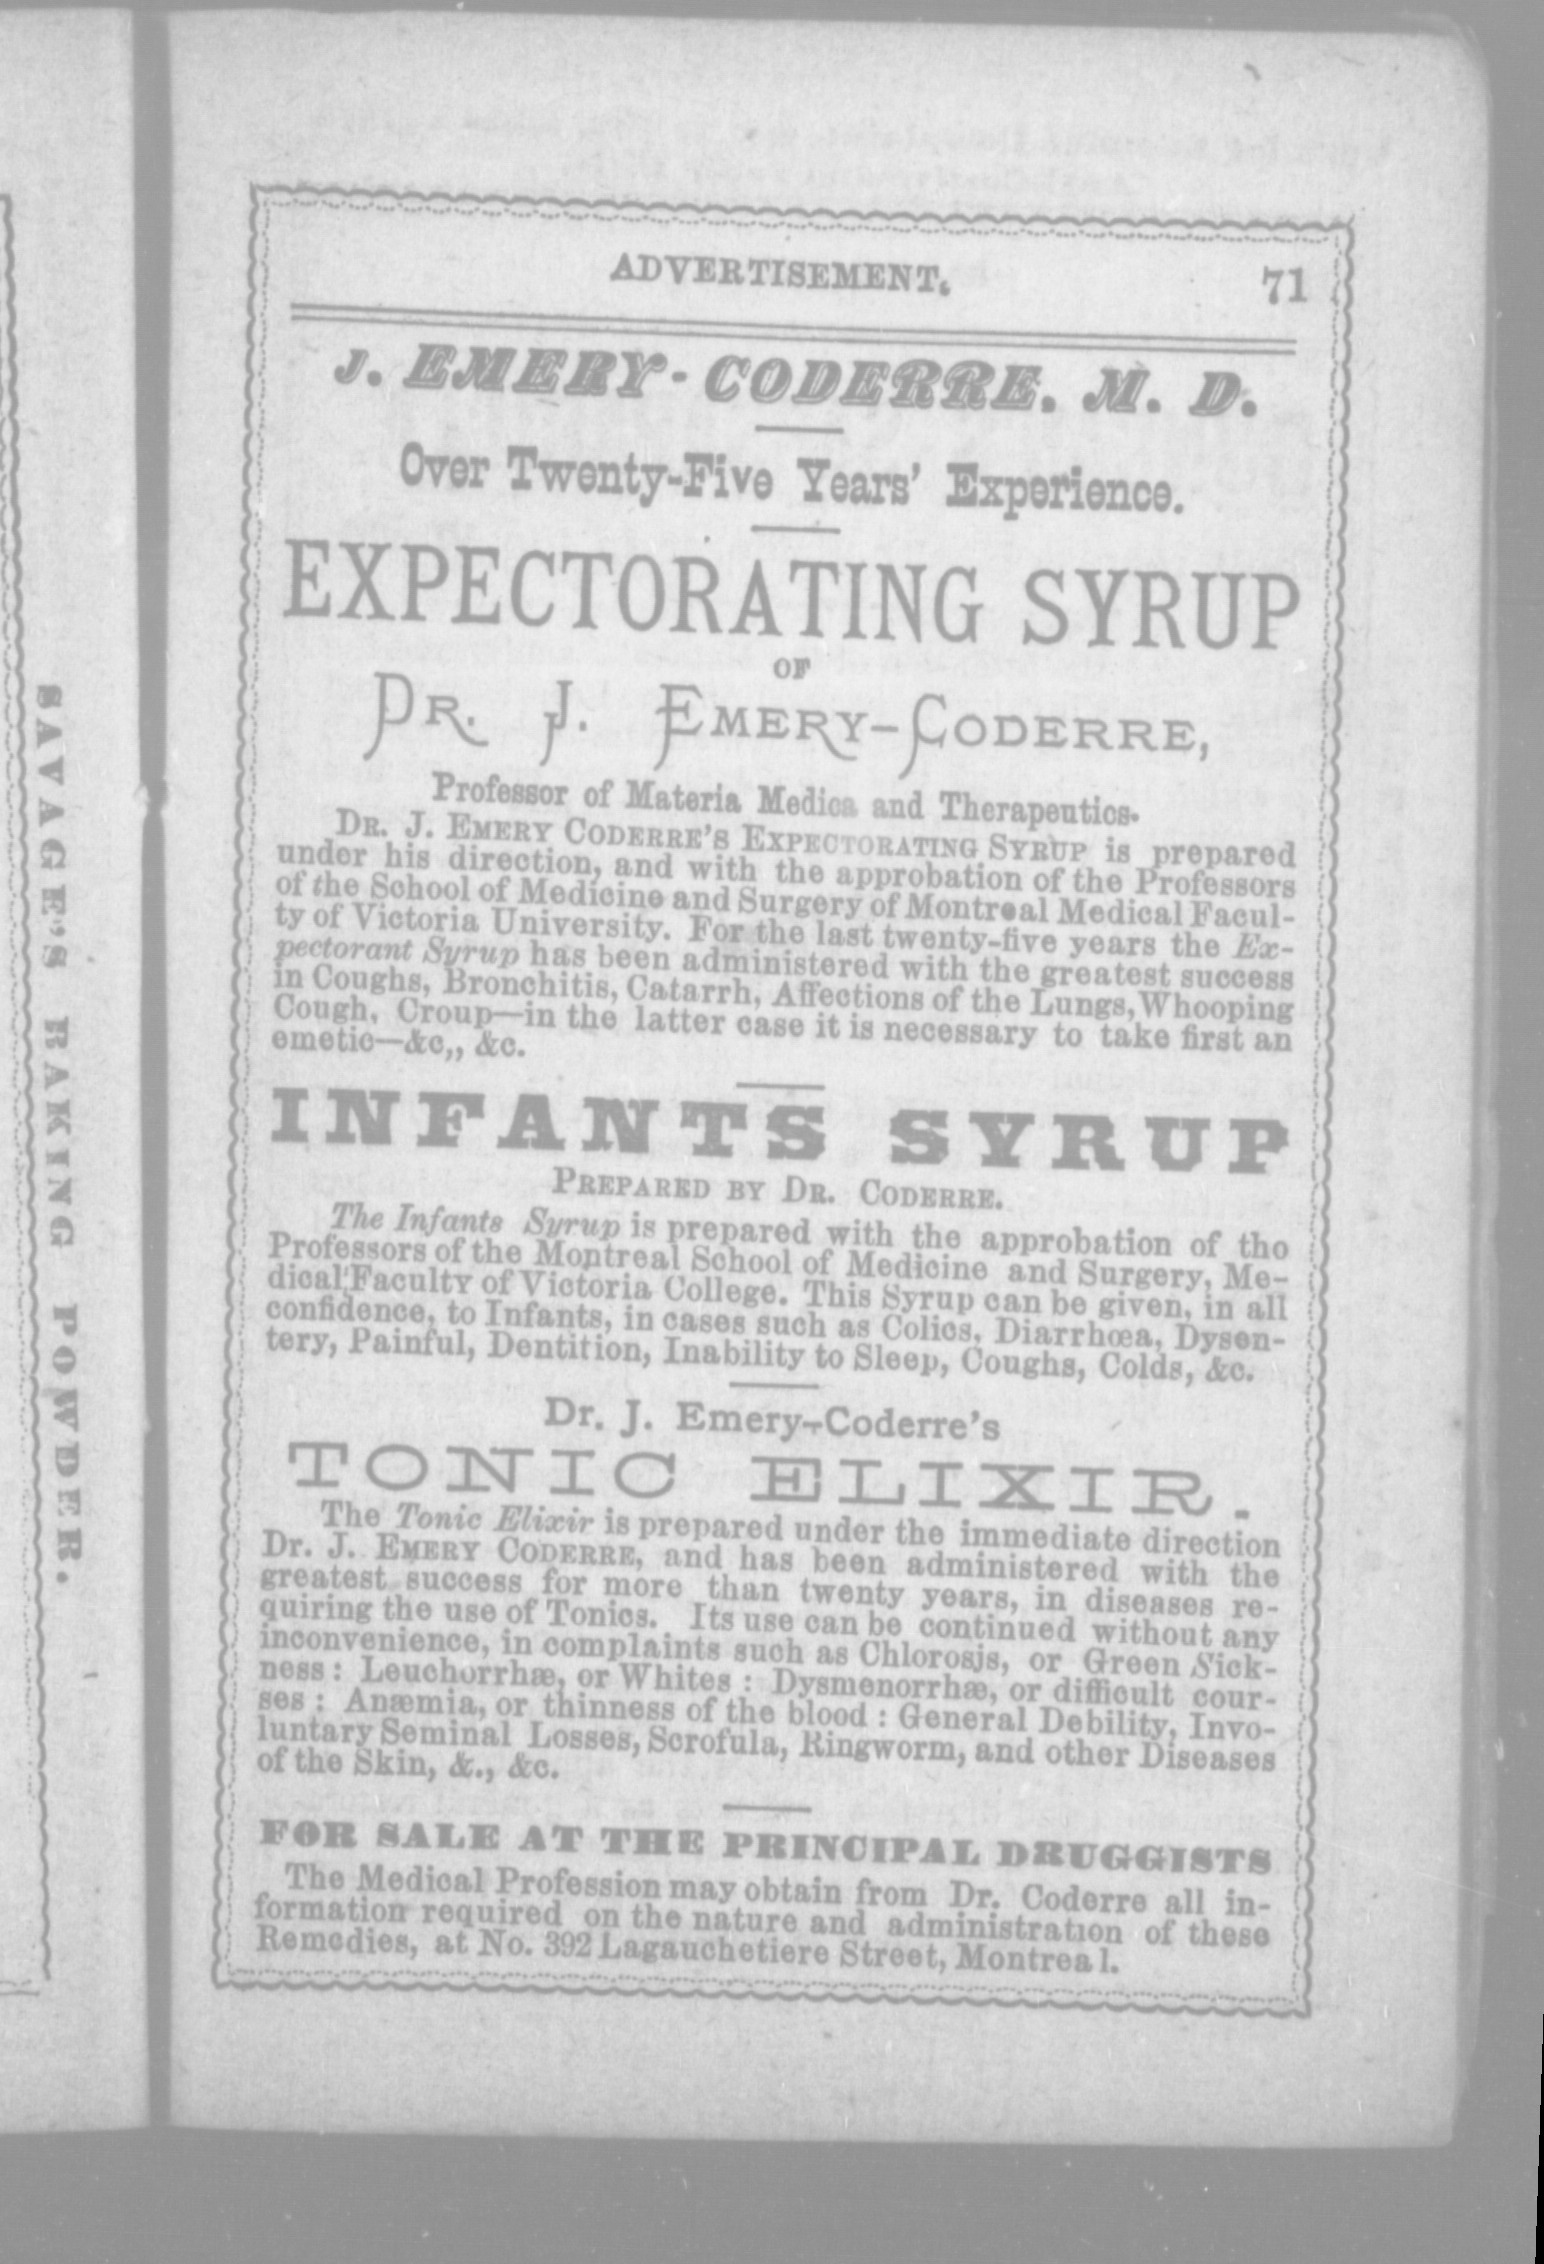 SAVAGE'S BAKING POWDER.
ADVERTISEMENT.
71
J. EMERY-CODERRE. M. D.
Over Twenty-Five Years' Experience.
EXPECTORATING SYRUP
OF
DR. J. EMERY-CODERRE,
Professor of Materia Medica and Therapeutics.
DR. J. EMERY CODERRE'S EXPECTORATING SYRUP is prepared
under his direction, and with the approbation of the Professors
of the School of Medicine and Surgery of Montreal Medical Facul-
ty of Victoria University. For the last twenty-five years the Ex-
pectorant Syrup has been administered with the greatest success
in Coughs, Bronchitis, Catarrh, Affections of the Lungs, Whooping
Cough, Croup—in the latter case it is necessary to take first an
emetic—&c,, &c.
INFANTS SYRUP
PREPARED BY DR. CODERRE.
The Infants Syrup is prepared with the approbation of tho
Professors of the Montreal School of Medicine and Surgery, Me-
dical Faculty of Victoria College. This Syrup can be given, in all
confidence, to Infants, in cases such as Colics, Diarrhœa, Dysen-
tery, Painful, Dentition, Inability to Sleep, Coughs, Colds, &c.
Dr. J. Emery-Coderre's
TONIC ELIXIR.
The Tonic Elixir is prepared under the immediate direction
Dr. J. EMERY CODERRE, and has been administered with the
greatest success for more than twenty years, in diseases re-
quiring the use of Tonics. Its use can be continued without any
inconvenience, in complaints such as Chlorosjs, or Green Sick-
ness: Leuchorrhæ, or Whites: Dysmenorrhæ, or difficult cour-
ses: Anæmia, or thinness of the blood: General Debility, Invo-
luntary Seminal Losses, Scrofula, Ringworm, and other Diseases
of the Skin, &., &c.
FOR SALE AT THE PRINCIPAL DRUGGISTS
The Medical Profession may obtain from Dr. Coderre all in-
formation required on the nature and administration of these
Remedies, at No. 392 Lagauchetiere Street, Montreal.